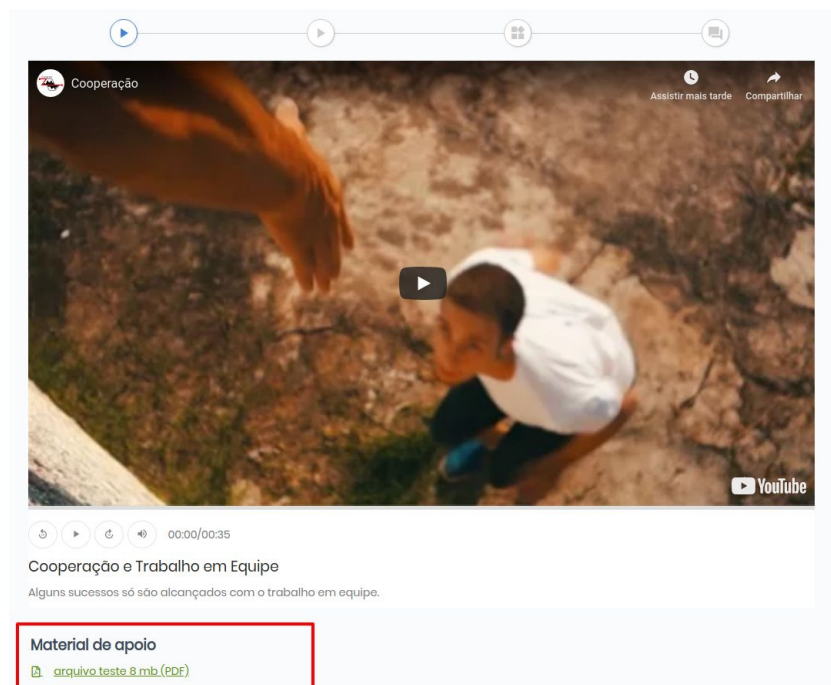 Cooperação
Assistir mais tarde
Compartilhar
YouTube
00:00/00:35
Cooperação e Trabalho em Equipe
Alguns sucessos só são alcançados com o trabalho em equipe.
Material de apoio
arquivo teste 8 mb (PDF)